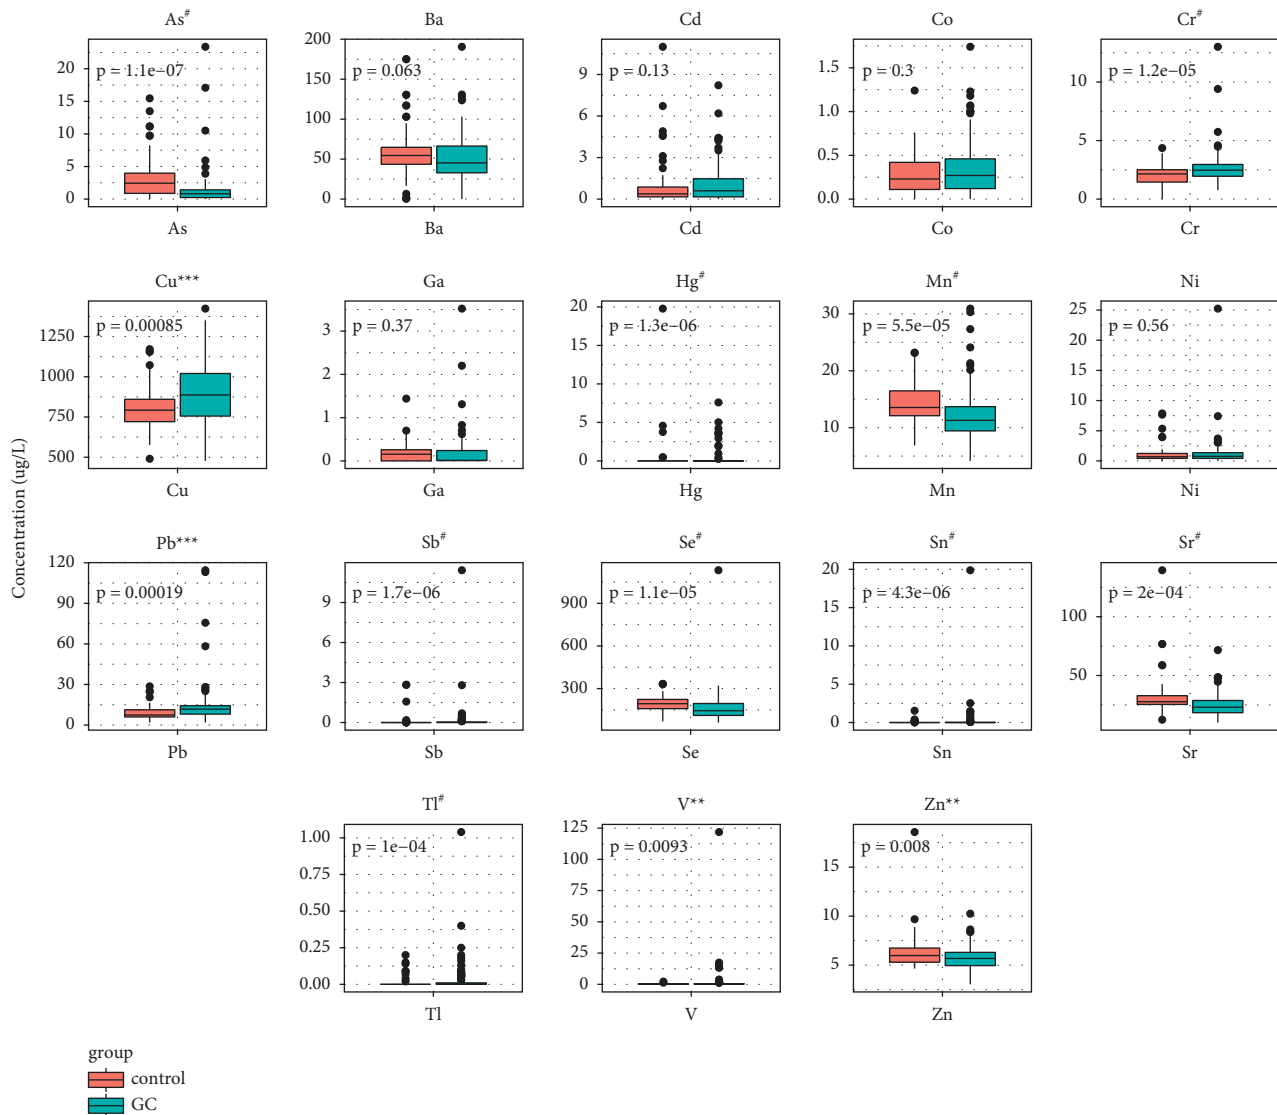 As# Ba Cd Co Cr#
25 20 15 10 5 0 p = 1.1e−07
200 150 100 50 0 p = 0.063
9 6 3 0 p = 0.13
1.5 1.0 0.5 0.0 p = 0.3
10 5 0 p = 1.2e−05
As Ba Cd Co Cr
Cu*** Ga Hg# Mn# Ni
1250 1000 750 500 p = 0.00085
3 2 1 0 p = 0.37
20 15 10 5 0 p = 1.3e−06
30 20 10 p = 5.5e−05
25 20 15 10 5 0 p = 0.56
Cu Ga Hg Mn Ni
Concentration (ug/L)
Pb*** Sb# Se# Sn# Sr#
120 90 60 30 0 p = 0.00019
9 6 3 0 p = 1.7e−06
900 600 300 p = 1.1e−05
20 15 10 5 0 p = 4.3e−06
100 50 p = 2e−04
Pb Sb Se Sn Sr
Tl# V** Zn**
1.00 0.75 0.50 0.25 0.00 p = 1e−04
125 100 75 50 25 0 p = 0.0093
15 10 5 p = 0.008
Tl V Zn
group
control
GC